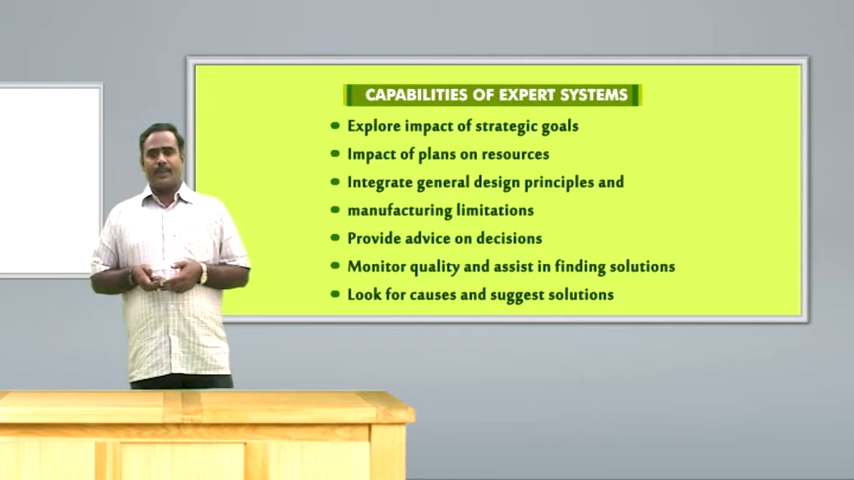 CAPABILITIES OF EXPERT SYSTEMS
Explore impact of strategic goals
Impact of plans on resources
Integrate general design principles and
manufacturing limitations
Provide advice on decisions
Monitor quality and assist in finding solutions
Look for causes and suggest solutions